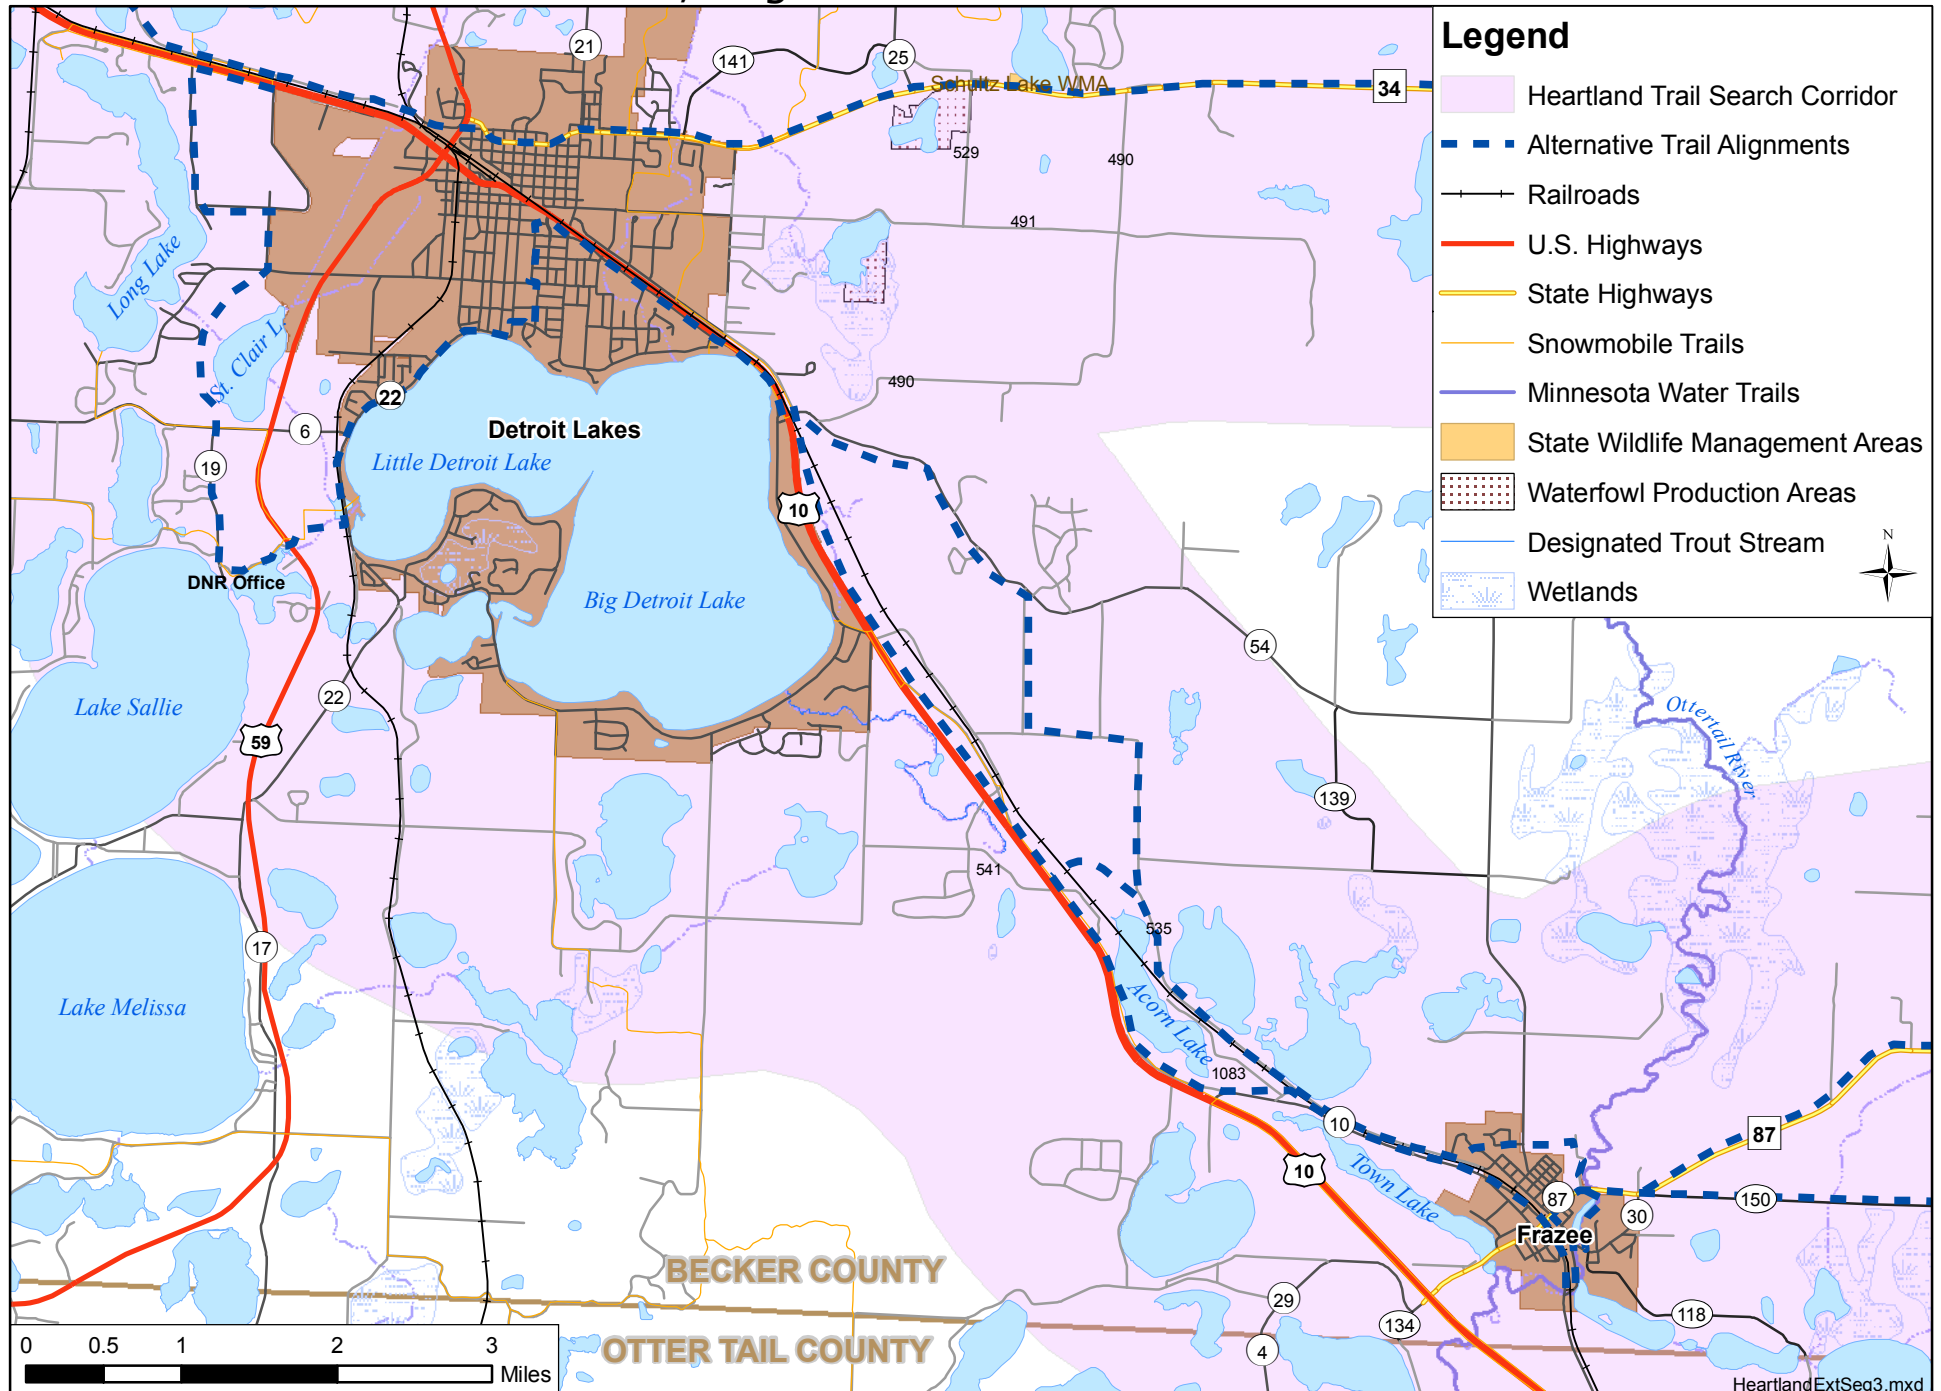 Legend
Heartland Trail Search Corridor
Alternative Trail Alignments
Railroads
U.S. Highways
State Highways
Snowmobile Trails
Minnesota Water Trails
State Wildlife Management Areas
Waterfowl Production Areas
Designated Trout Stream
Wetlands
N
21
141
25
Schultz Lake WMA
34
529
490
491
Long Lake
St. Clair L.
490
22
Detroit Lakes
6
Little Detroit Lake
19
10
DNR Office
Big Detroit Lake
54
22
Lake Sallie
59
Ottertail River
139
541
535
17
Lake Melissa
Acorn Lake
1083
10
87
10
Town Lake
87
150
30
Frazee
BECKER COUNTY
29
118
134
OTTER TAIL COUNTY
4
0 0.5 1 2 3
Miles
HeartlandExtSeg3.mxd